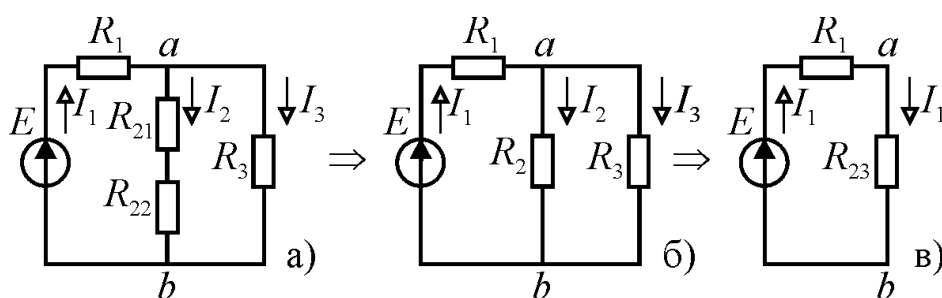 R₁ a
I₁ I₂ I₃
E R₂₁
R₃
R₂₂
b а)
⇒
R₁ a
I₁ I₂ I₃
E
R₂ R₃
b б)
⇒
R₁ a
I₁ I₁
E
R₂₃
b в)